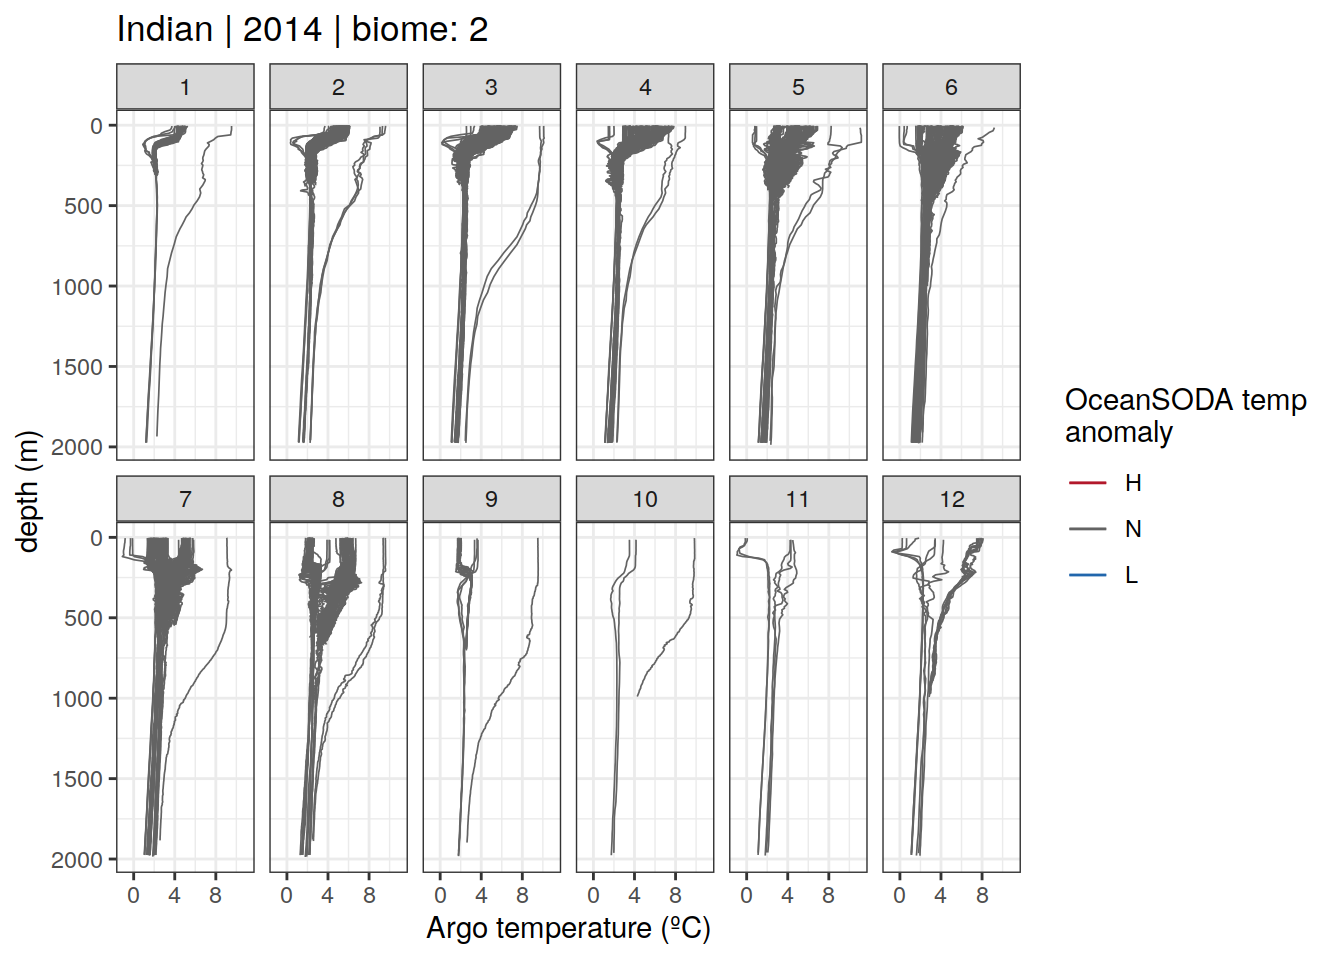 Indian | 2014 | biome: 2
1 2 3 4 5 6
0
500
1000
1500
2000
7 8 9 10 11 12
0
500
1000
1500
2000
0 4 8 0 4 8 0 4 8 0 4 8 0 4 8 0 4 8
Argo temperature (ºC)
depth (m)
OceanSODA temp
anomaly
H
N
L